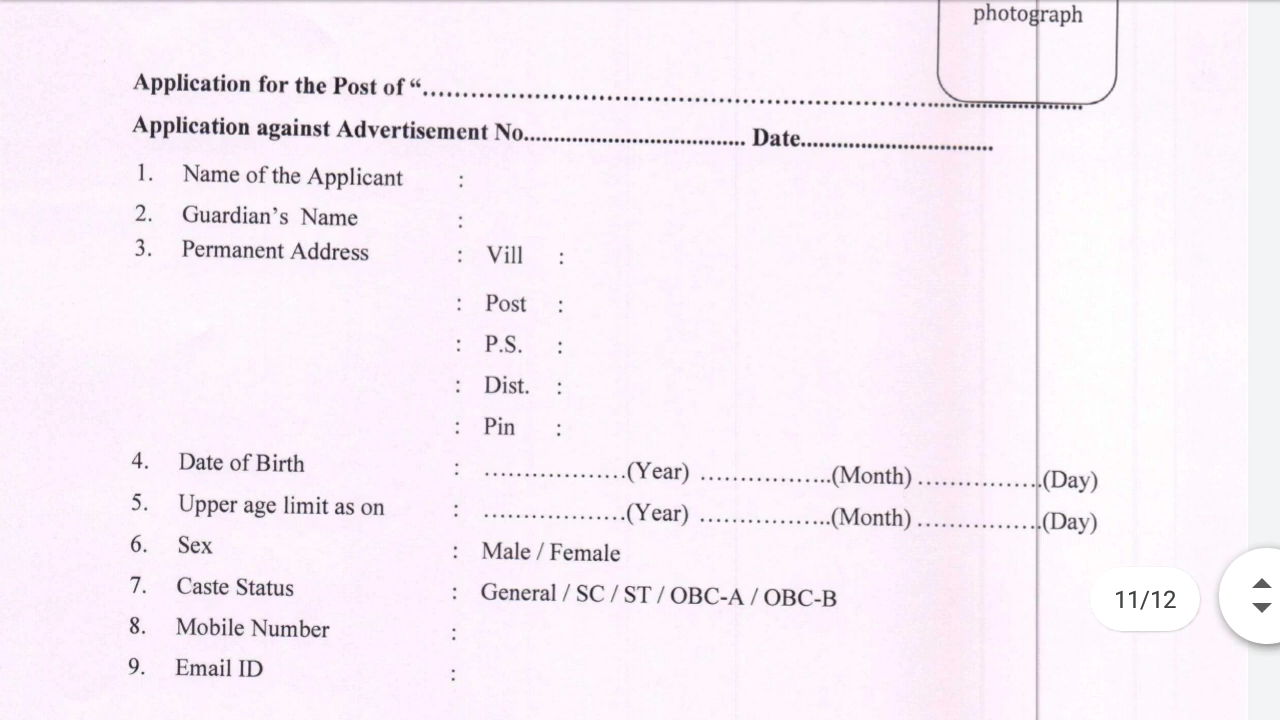 photograph
Application for the Post of “..........................................................................................
Application against Advertisement No................................. Date.............................
1. Name of the Applicant :
2. Guardian’s Name :
3. Permanent Address : Vill :
: Post :
: P.S. :
: Dist. :
: Pin :
4. Date of Birth : ...................(Year) ..................(Month) .................(Day)
5. Upper age limit as on : ...................(Year) ..................(Month) .................(Day)
6. Sex : Male / Female
7. Caste Status : General / SC / ST / OBC-A / OBC-B
8. Mobile Number :
9. Email ID :
11/12